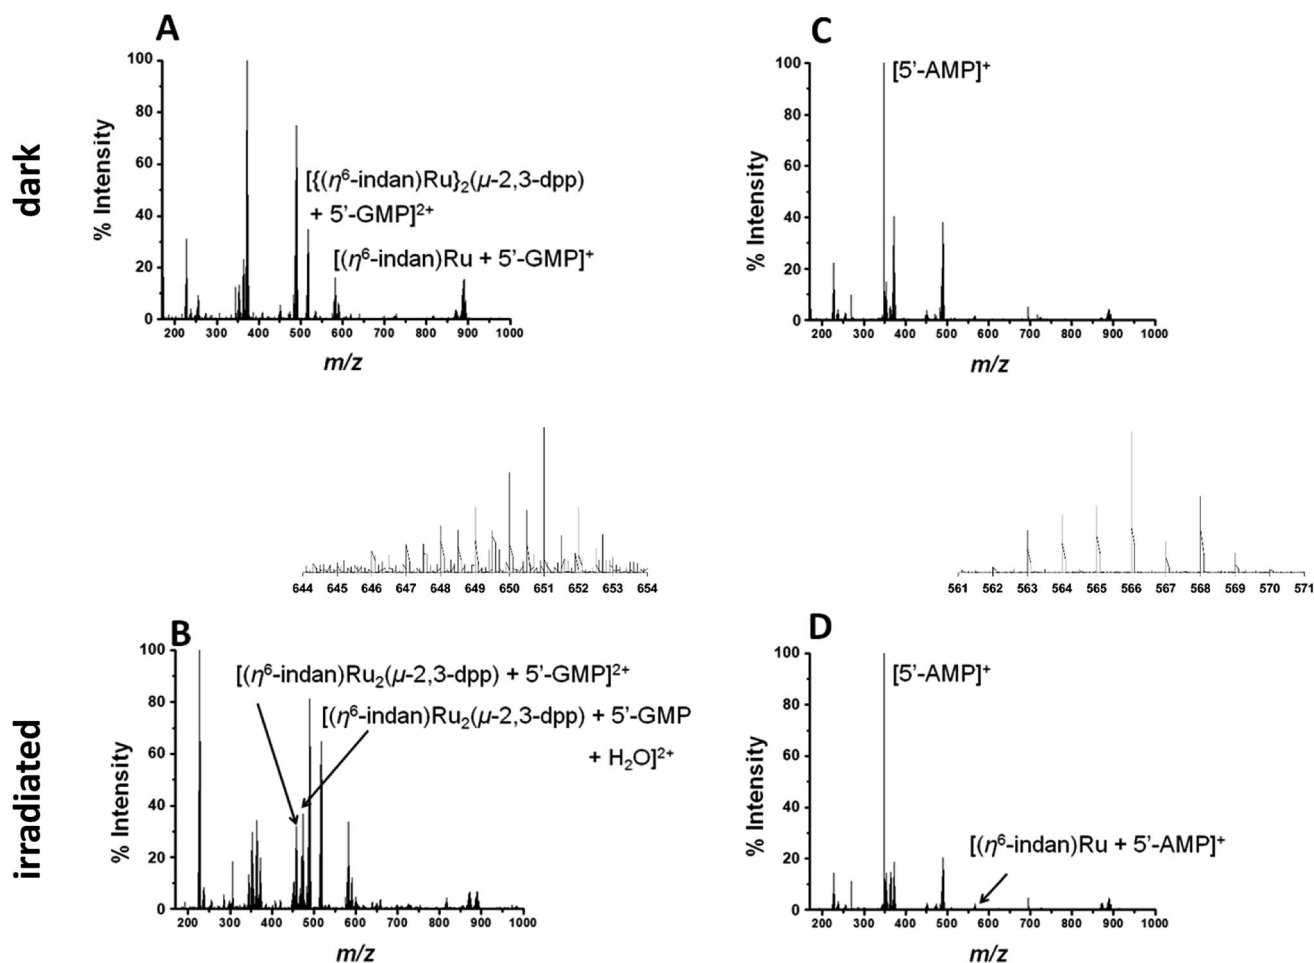 A
C
dark
% Intensity
100
80
60
40
20
0
200 300 400 500 600 700 800 900 1000
m/z
[{(η⁶-indan)Ru}₂(μ-2,3-dpp)
+ 5'-GMP]²⁺
[(η⁶-indan)Ru + 5'-GMP]⁺
% Intensity
100
80
60
40
20
0
200 300 400 500 600 700 800 900 1000
m/z
[5'-AMP]⁺
644 645 646 647 648 649 650 651 652 653 654
561 562 563 564 565 566 567 568 569 570 571
B
D
irradiated
% Intensity
100
80
60
40
20
0
200 300 400 500 600 700 800 900 1000
m/z
[(η⁶-indan)Ru₂(μ-2,3-dpp) + 5'-GMP]²⁺
[(η⁶-indan)Ru₂(μ-2,3-dpp) + 5'-GMP
+ H₂O]²⁺
% Intensity
100
80
60
40
20
0
200 300 400 500 600 700 800 900 1000
m/z
[5'-AMP]⁺
[(η⁶-indan)Ru + 5'-AMP]⁺